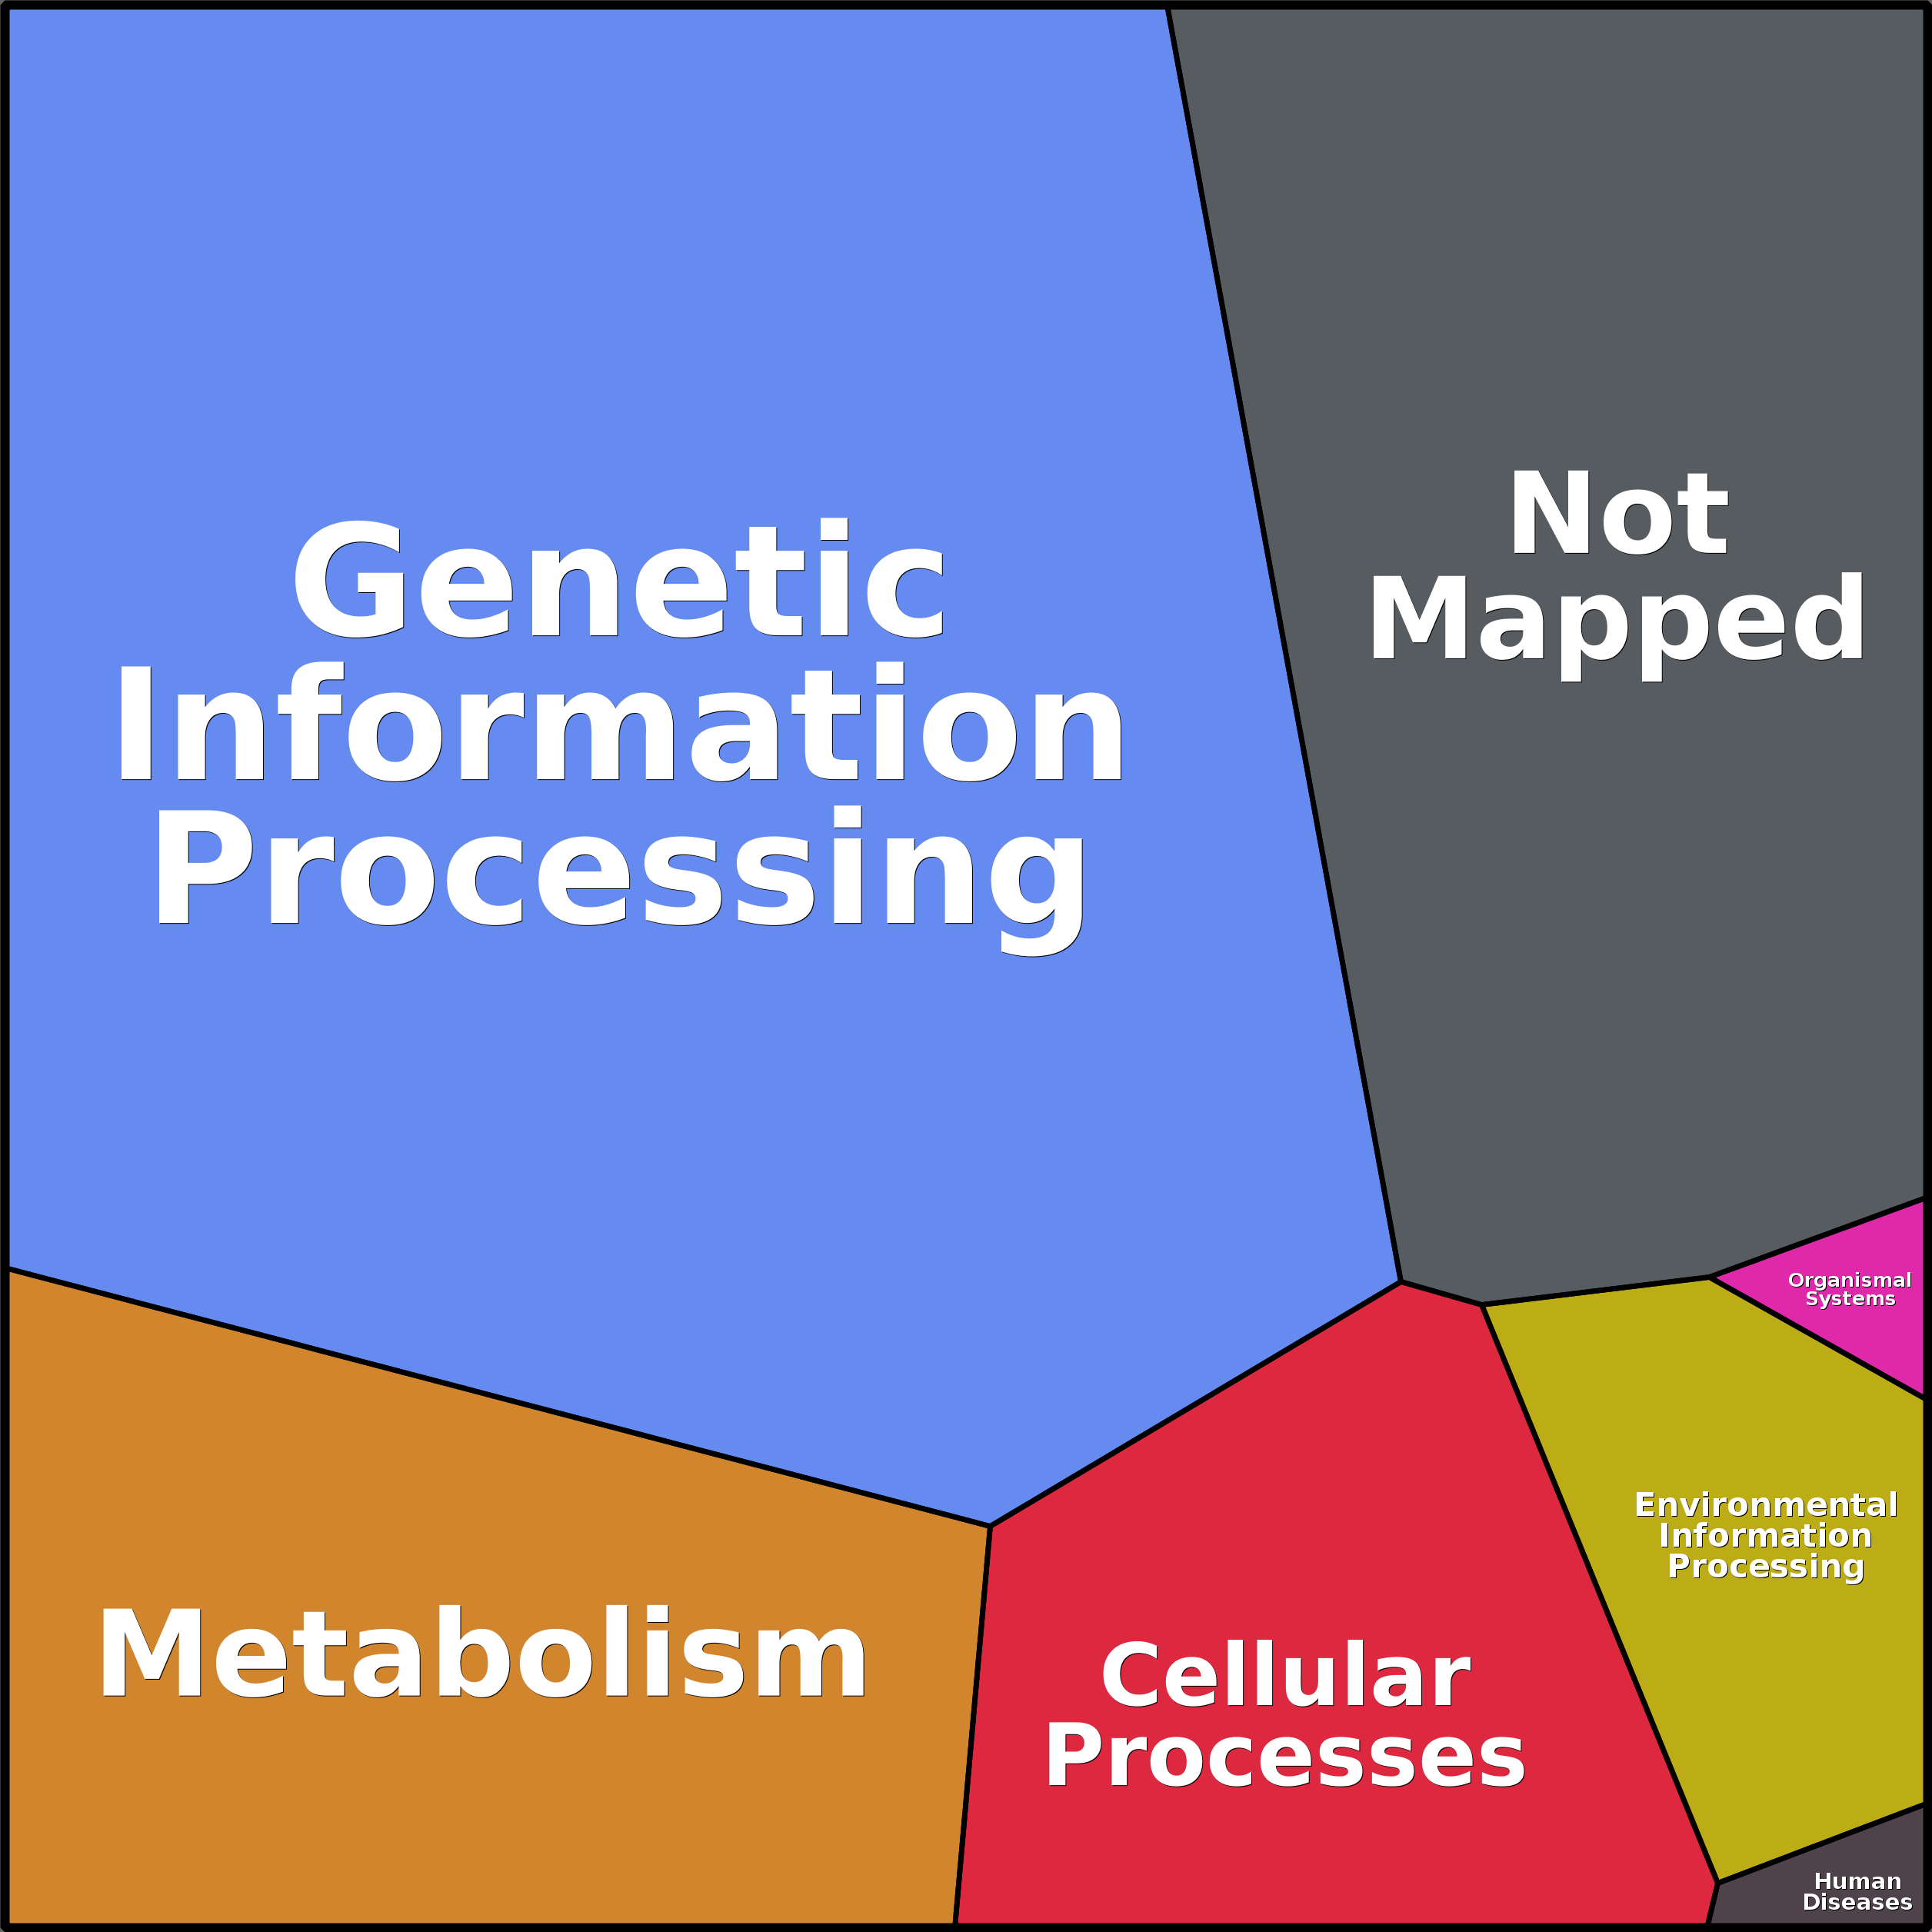 Genetic
Information
Processing
Not
Mapped
Organismal
Systems
Environmental
Information
Processing
Metabolism
Cellular
Processes
Human
Diseases